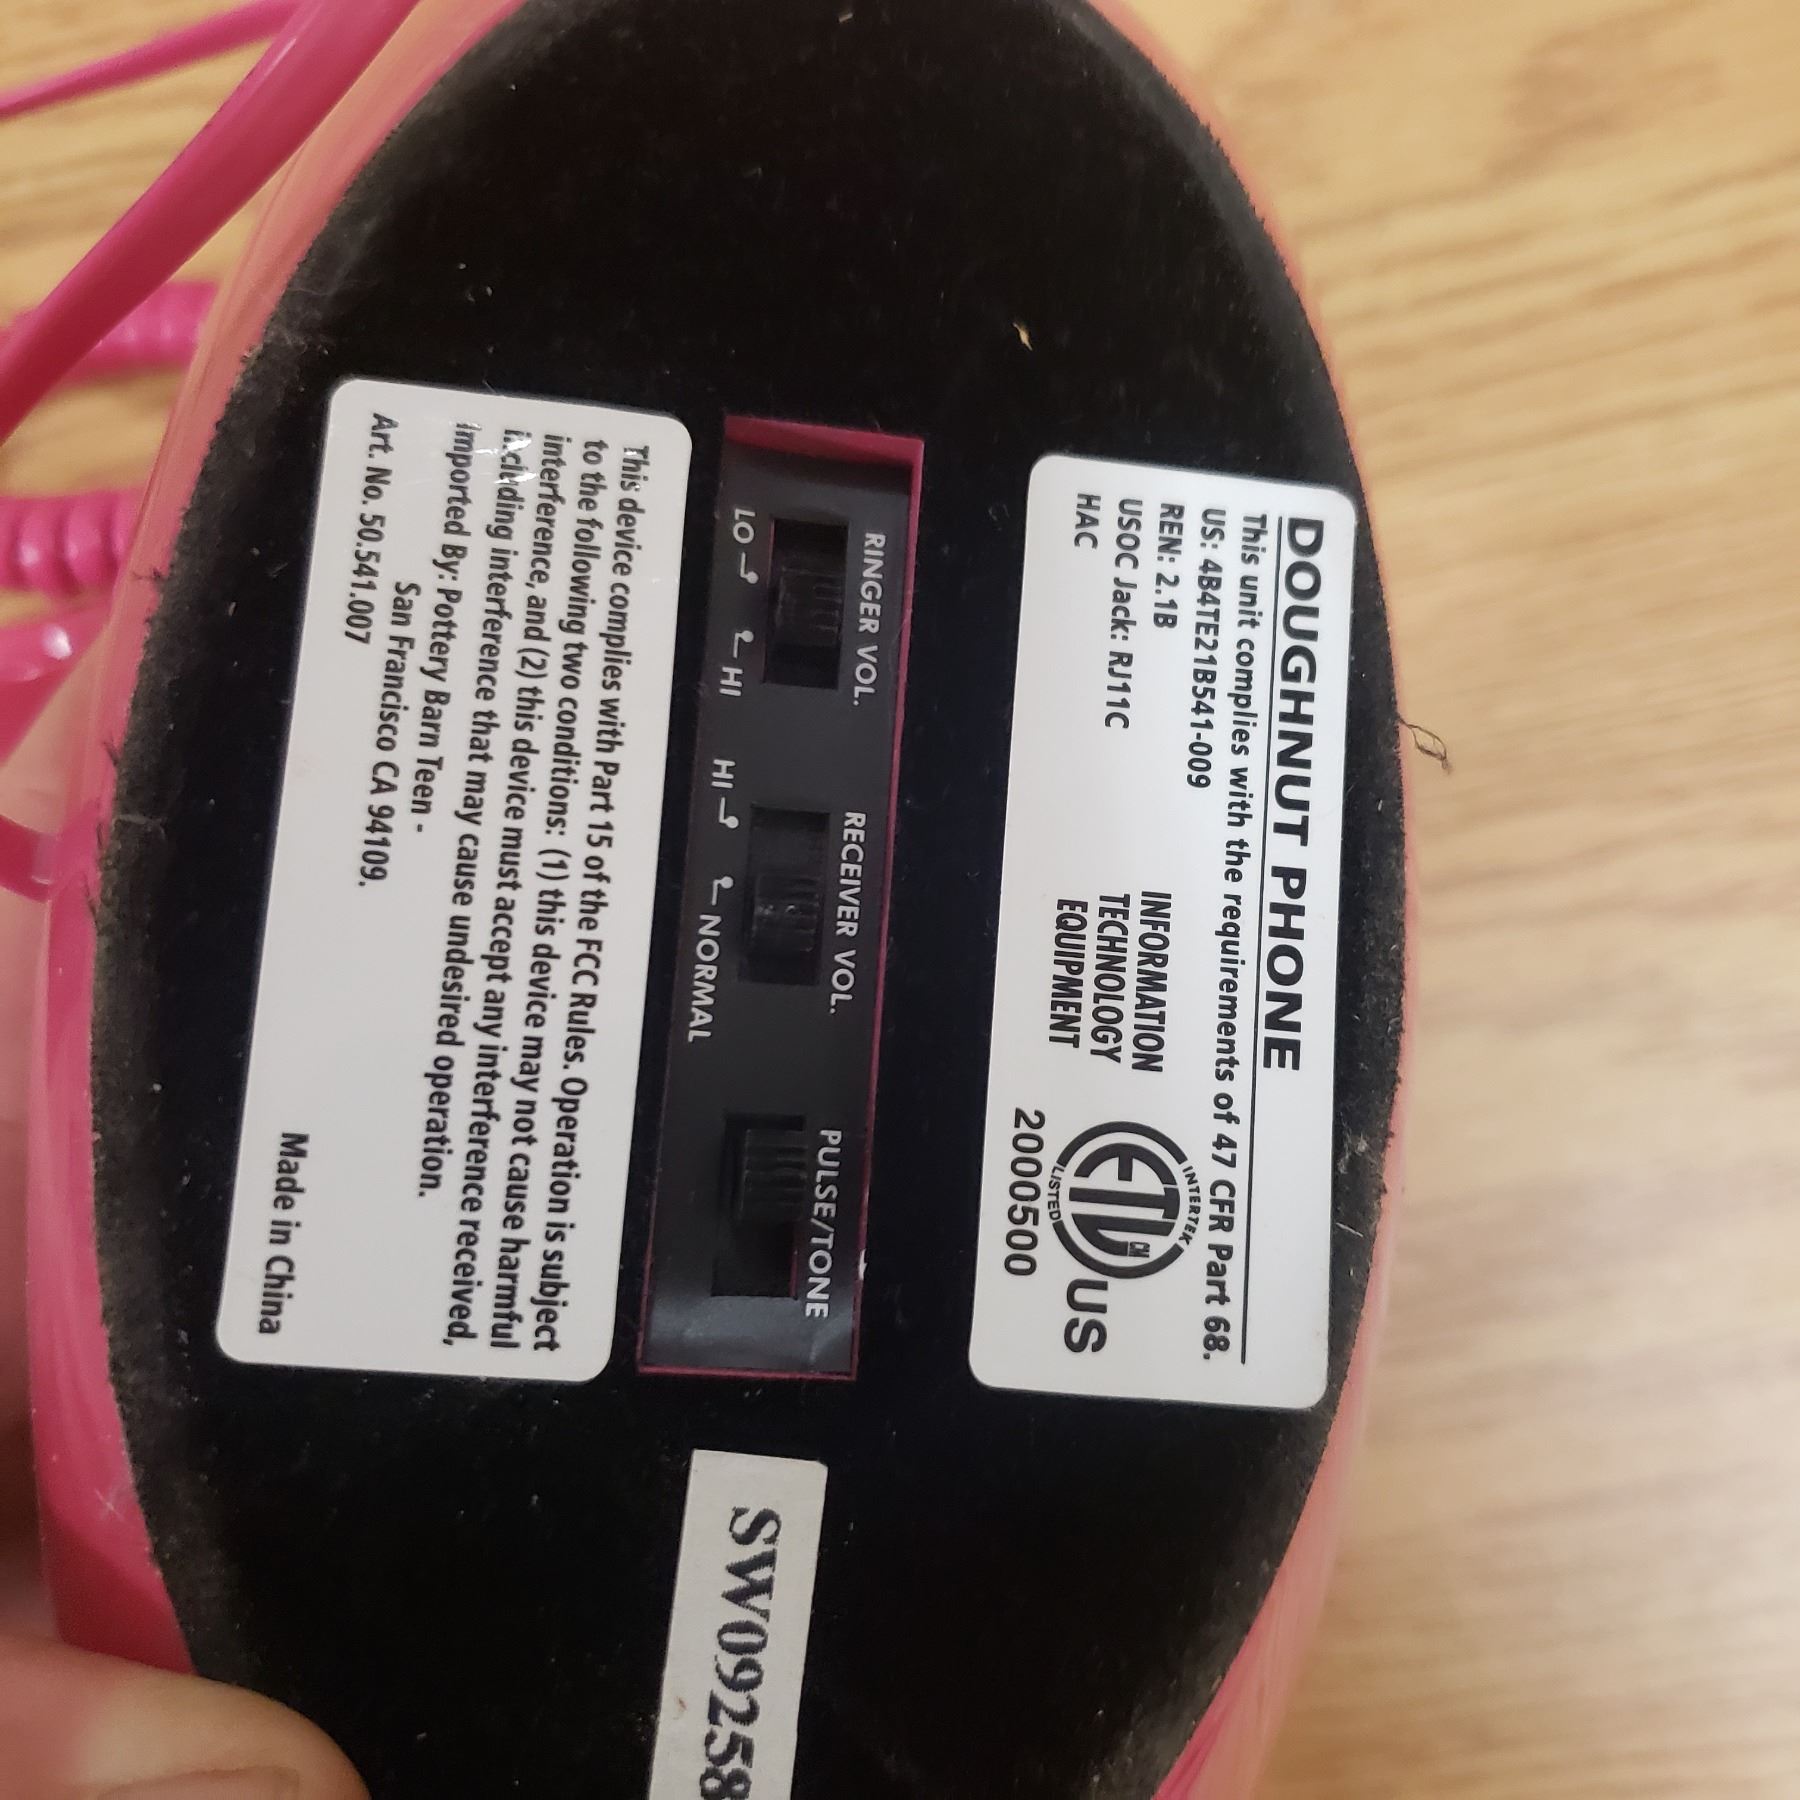 DOUGHNUT PHONE
This unit complies with the requirements of 47 CFR Part 68.
US: 4B4TE21B541-009
REN: 2.1B
USOC Jack: RJ11C
HAC
INFORMATION
TECHNOLOGY
EQUIPMENT
INTERTEK
ETL CM
LISTED
US
2000500
RINGER VOL.
LO
HI
RECEIVER VOL.
HI
NORMAL
PULSE/TONE
This device complies with Part 15 of the FCC Rules. Operation is subject
to the following two conditions: (1) this device may not cause harmful
interference, and (2) this device must accept any interference received,
including interference that may cause undesired operation.
Imported By: Pottery Barn Teen -
San Francisco CA 94109.
Art. No. 50.541.007
Made in China
SW09258